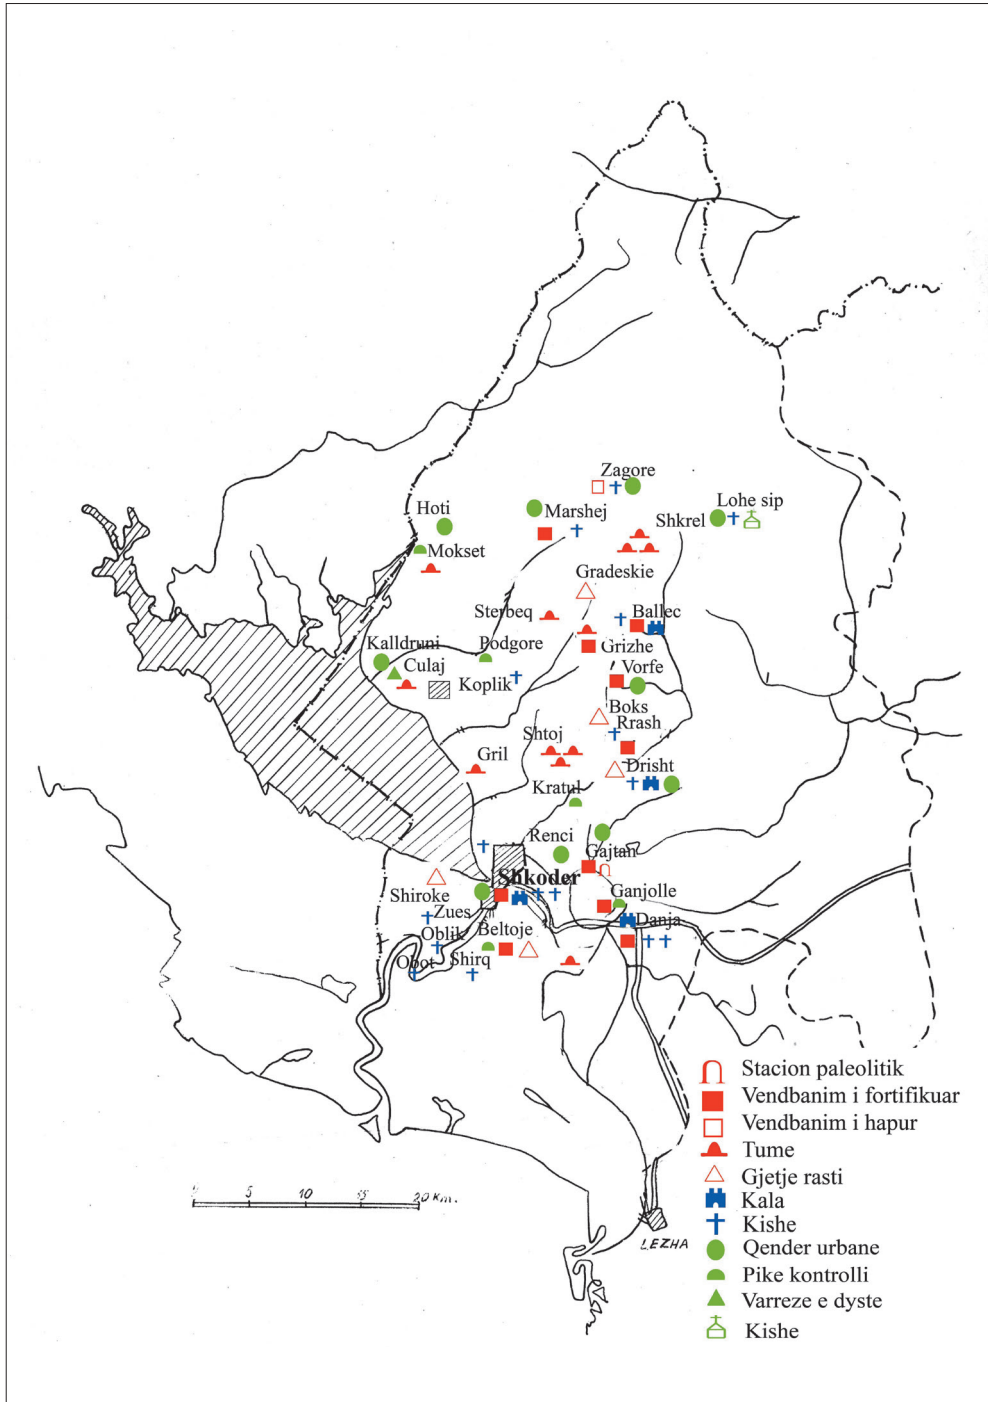 Zagore
Lohe sip
Hoti
Marshej
Shkrel
Mokset
Gradeskie
Sterbeq
Ballec
Kalldruni
Podgore
Grizhe
Culaj
Vorfe
Koplik
Boks
Rrash
Shtoj
Gril
Drisht
Kratul
Renci
Gajtan
Shkoder
Shiroke
Ganjolle
Zues
Danja
Oblik
Beltoje
Obot
Shirq
Stacion paleolitik
Vendbanim i fortifikuar
Vendbanim i hapur
Tume
Gjetje rasti
Kala
Kishe
Qender urbane
Pike kontrolli
Varreze e dyste
Kishe
0 5 10 15 20 Km.
LEZHA